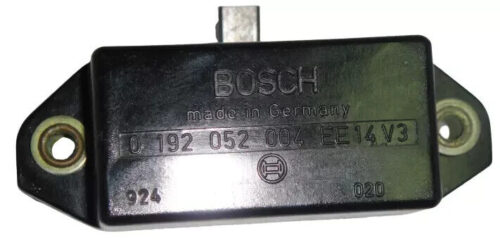 BOSCH
made in Germany
0 192 052 004 EE14V3
924 020